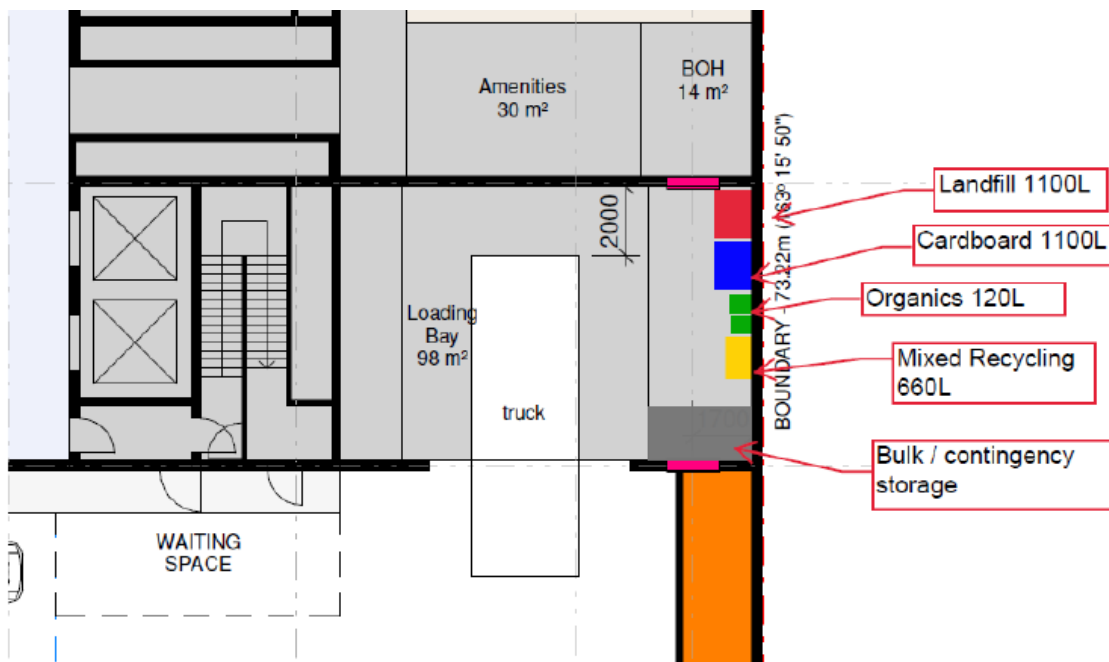 Amenities
30 m²
BOH
14 m²
BOUNDARY - 73.22m (163º 15' 50")
Landfill 1100L
Cardboard 1100L
Organics 120L
Mixed Recycling
660L
Bulk / contingency
storage
2000
Loading
Bay
98 m²
truck
1700
WAITING
SPACE